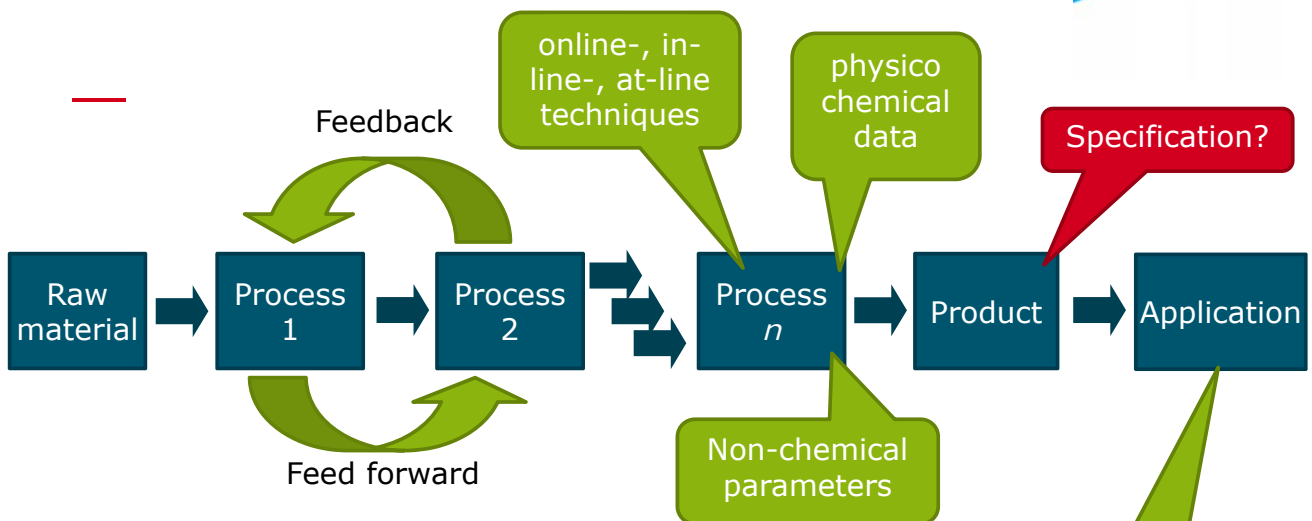 online-, in-
line-, at-line
techniques
physico
chemical
data
Specification?
Feedback
Raw
material
Process
1
Process
2
Process
n
Product
Application
Feed forward
Non-chemical
parameters